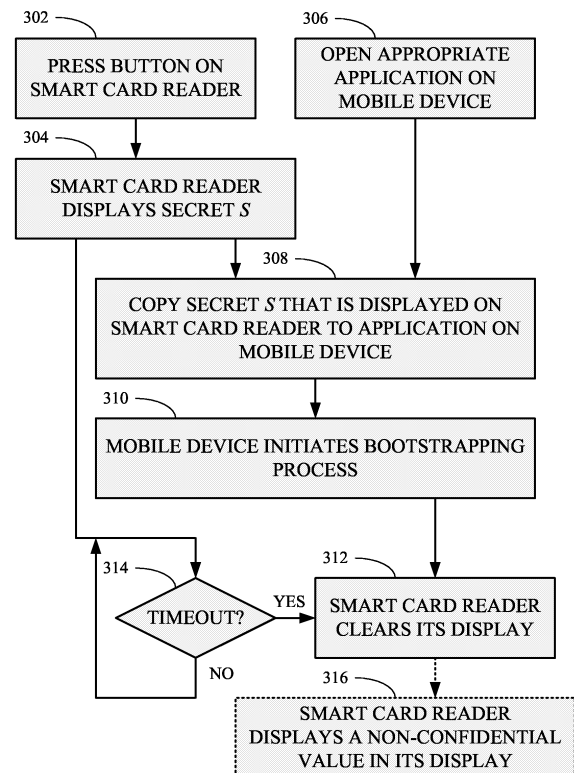 302
PRESS BUTTON ON
SMART CARD READER
306
OPEN APPROPRIATE
APPLICATION ON
MOBILE DEVICE
304
SMART CARD READER
DISPLAYS SECRET S
308
COPY SECRET S THAT IS DISPLAYED ON
SMART CARD READER TO APPLICATION ON
MOBILE DEVICE
310
MOBILE DEVICE INITIATES BOOTSTRAPPING
PROCESS
314
TIMEOUT?
YES
NO
312
SMART CARD READER
CLEARS ITS DISPLAY
316
SMART CARD READER
DISPLAYS A NON-CONFIDENTIAL
VALUE IN ITS DISPLAY